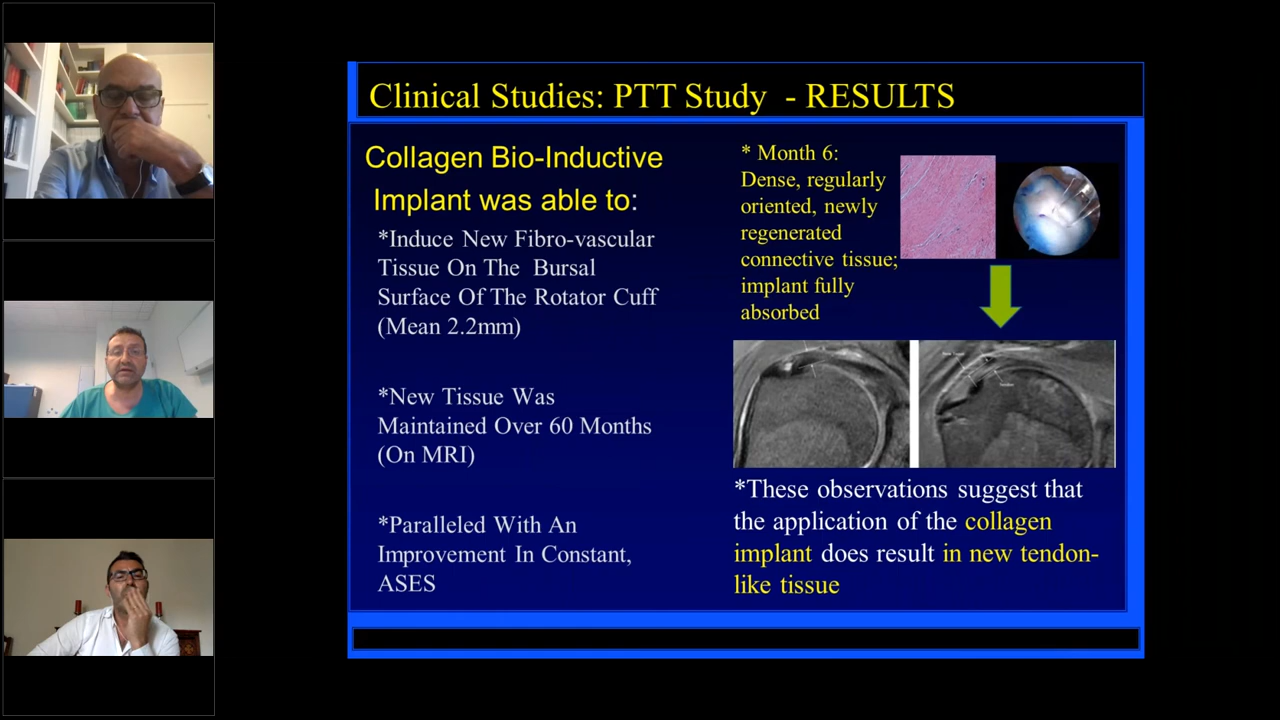 Clinical Studies: PTT Study - RESULTS
Collagen Bio-Inductive
Implant was able to:
*Induce New Fibro-vascular
Tissue On The Bursal
Surface Of The Rotator Cuff
(Mean 2.2mm)
*New Tissue Was
Maintained Over 60 Months
(On MRI)
*Paralleled With An
Improvement In Constant,
ASES
* Month 6:
Dense, regularly
oriented, newly
regenerated
connective tissue;
implant fully
absorbed
*These observations suggest that
the application of the collagen
implant does result in new tendon-
like tissue